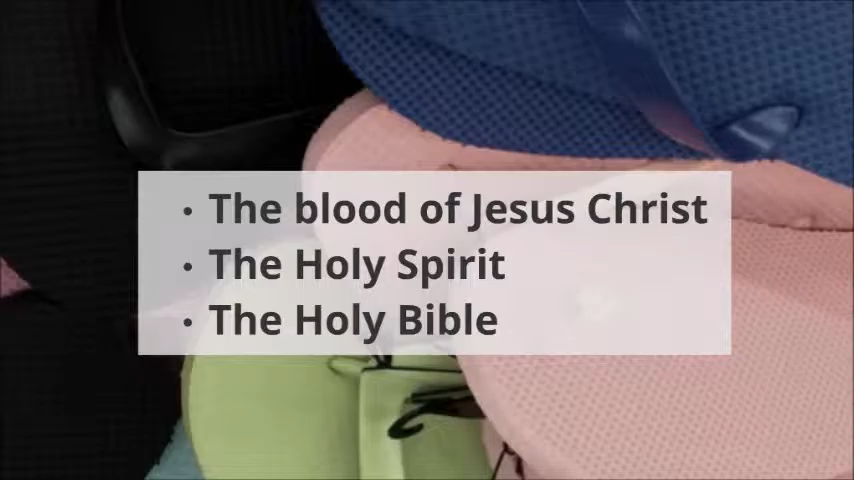 • The blood of Jesus Christ
• The Holy Spirit
• The Holy Bible